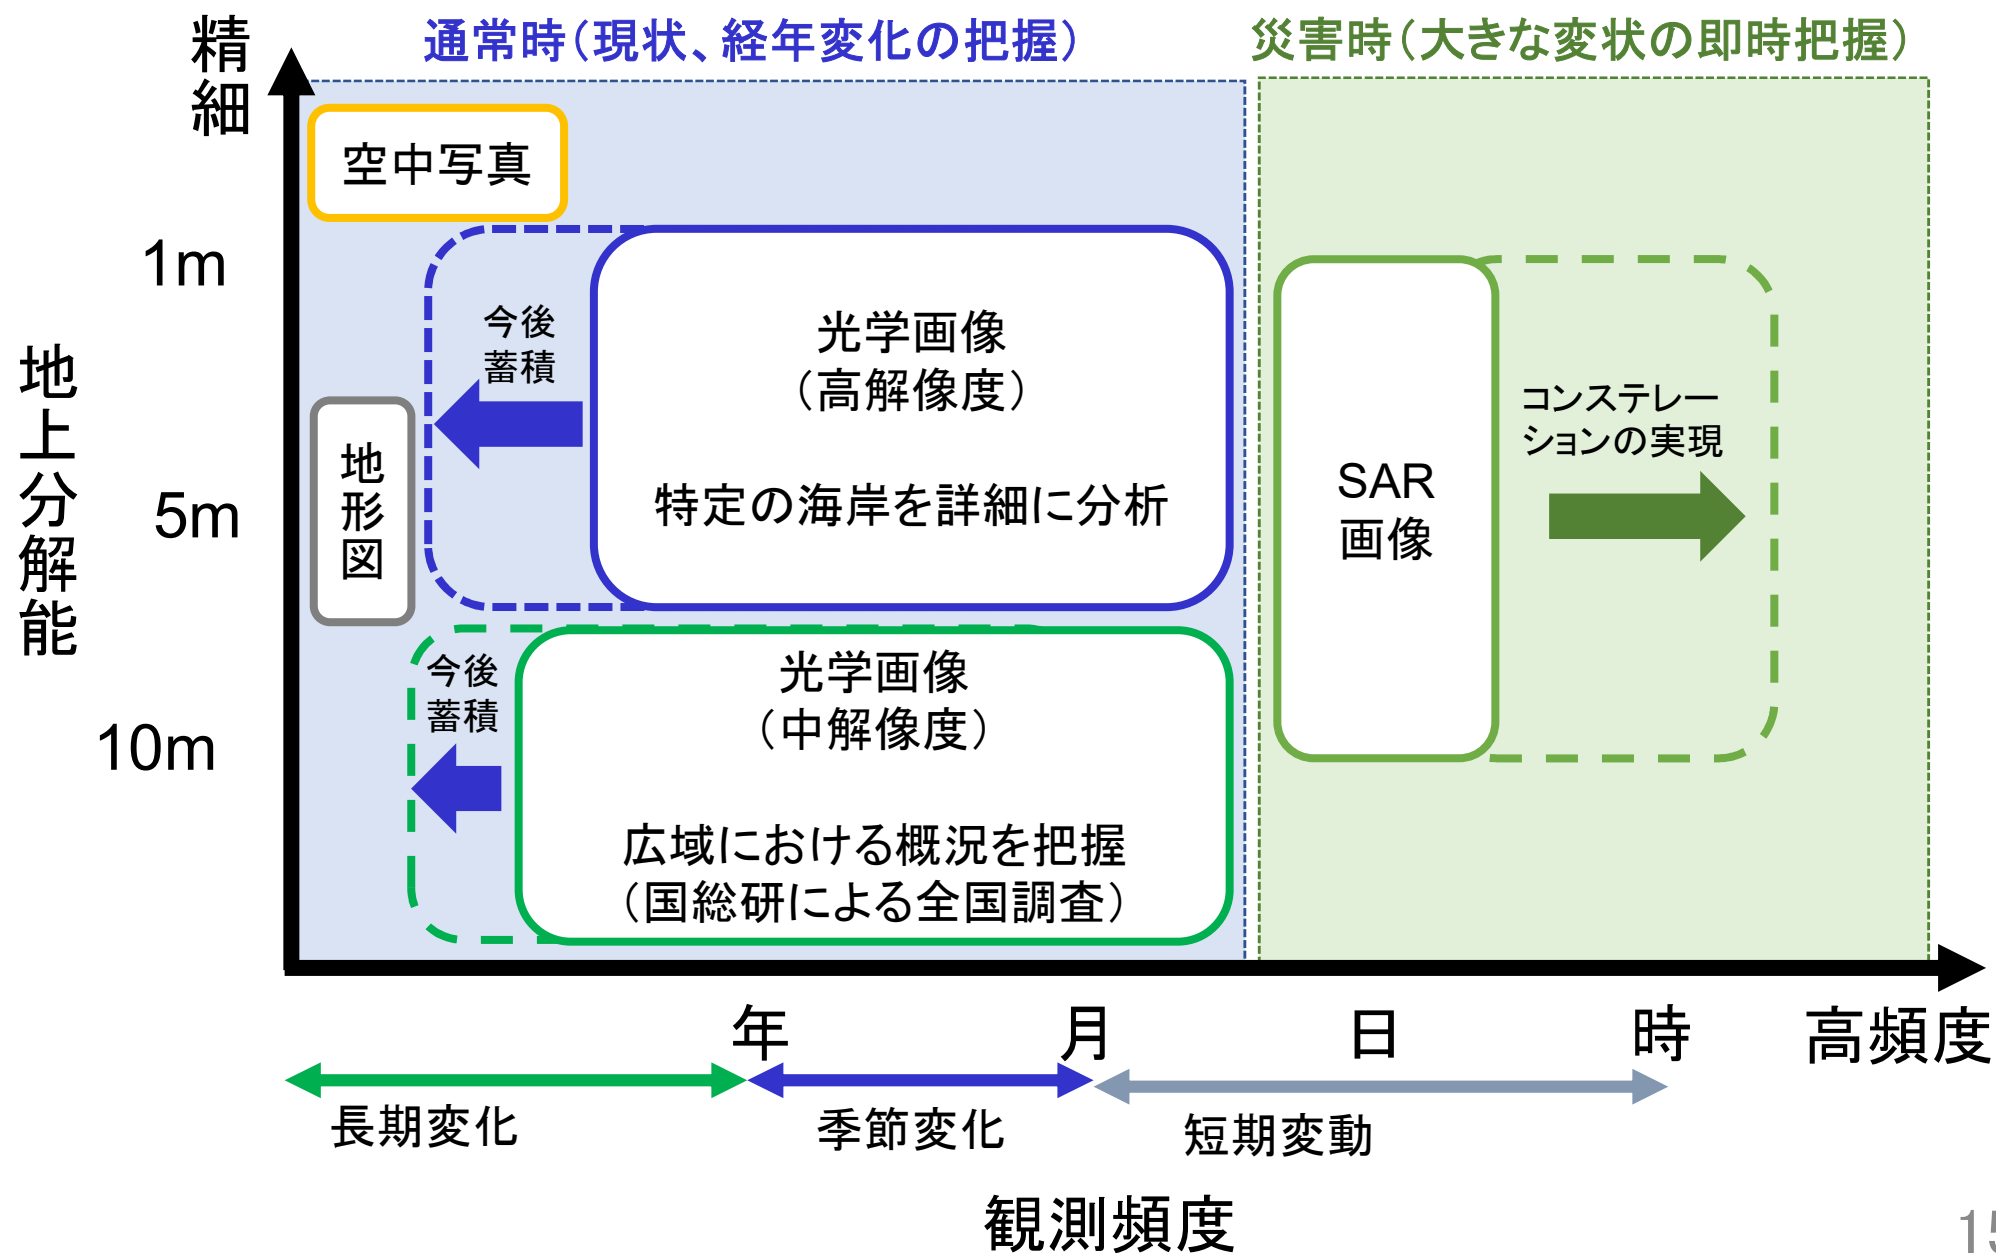 精細
通常時（現状、経年変化の把握）
災害時（大きな変状の即時把握）
空中写真
1m
5m
10m
地上分解能
今後
蓄積
光学画像
（高解像度）
特定の海岸を詳細に分析
地形図
今後
蓄積
光学画像
（中解像度）
広域における概況を把握
（国総研による全国調査）
SAR
画像
コンステレー
ションの実現
年
月
日
時
高頻度
長期変化
季節変化
短期変動
観測頻度
15